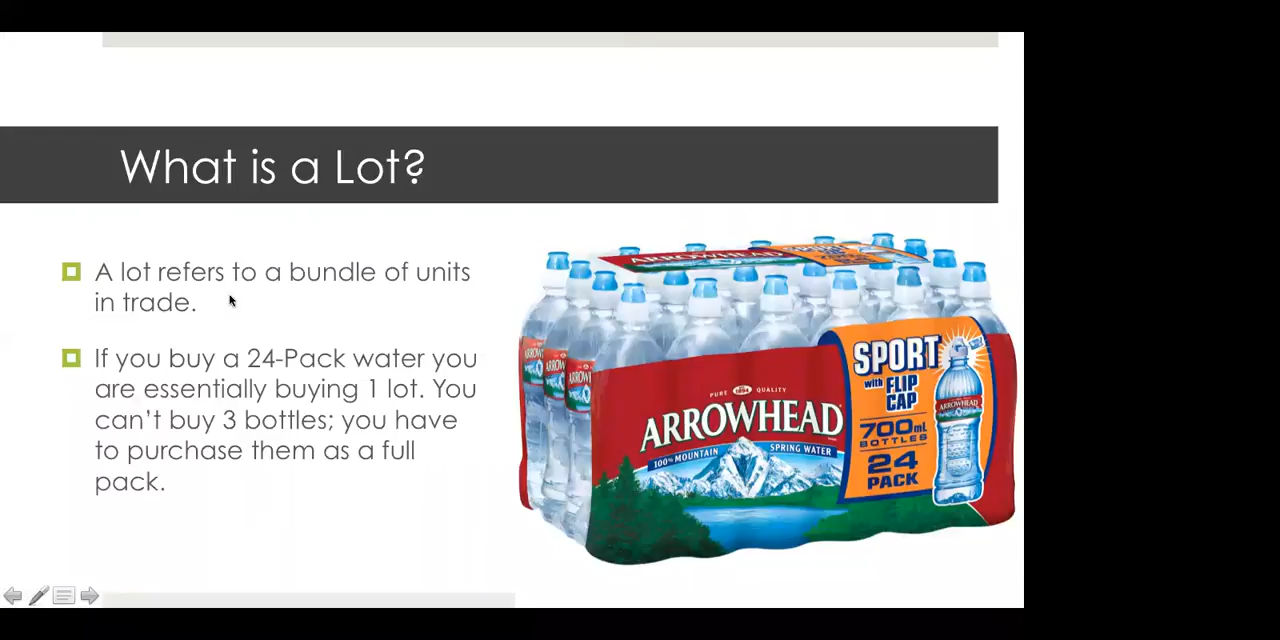 What is a Lot?
A lot refers to a bundle of units
in trade.
If you buy a 24-Pack water you
are essentially buying 1 lot. You
can't buy 3 bottles; you have
to purchase them as a full
pack.
PURE 1894 QUALITY
ARROWHEAD
100% MOUNTAIN SPRING WATER
SPORT
with FLIP
CAP
700mL
BOTTLES
24
PACK
ARROWHEAD